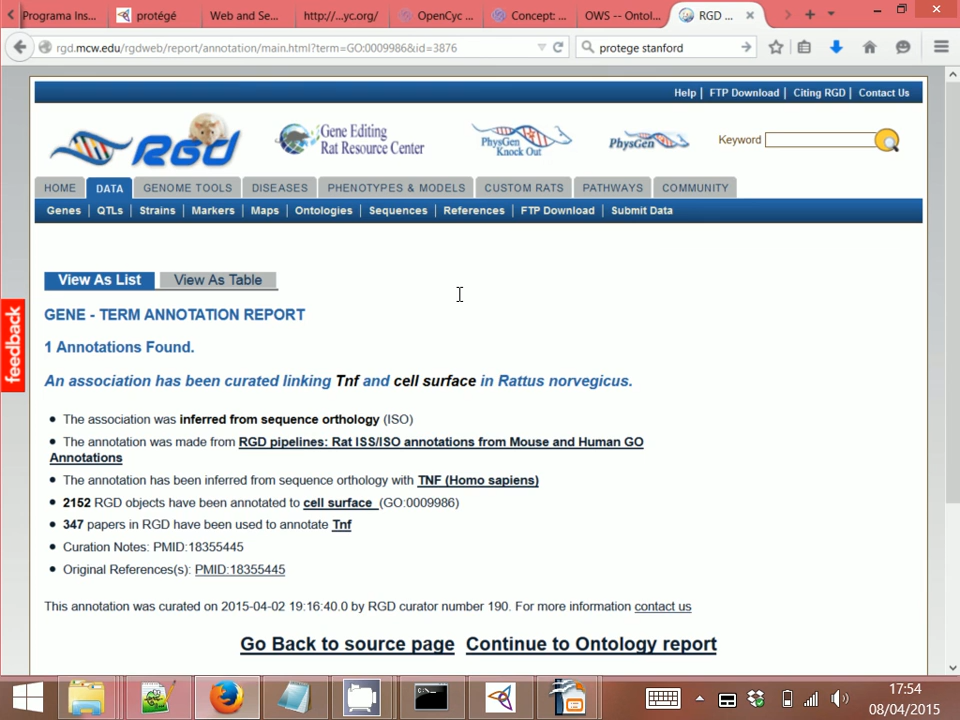 Programa Ins...
protégé
Web and Se...
http://...yc.org/
OpenCyc ...
Concept: ...
OWS -- Ontol...
RGD ...
rgd.mcw.edu/rgdweb/report/annotation/main.html?term=GO:0009986&id=3876
protege stanford
Help | FTP Download | Citing RGD | Contact Us
RGD
Gene Editing
Rat Resource Center
PhysGen
Knock Out
PhysGen
Keyword
HOME
DATA
GENOME TOOLS
DISEASES
PHENOTYPES & MODELS
CUSTOM RATS
PATHWAYS
COMMUNITY
Genes | QTLs | Strains | Markers | Maps | Ontologies | Sequences | References | FTP Download | Submit Data
View As List
View As Table
feedback
GENE - TERM ANNOTATION REPORT
1 Annotations Found.
An association has been curated linking Tnf and cell surface in Rattus norvegicus.
• The association was inferred from sequence orthology (ISO)
• The annotation was made from RGD pipelines: Rat ISS/ISO annotations from Mouse and Human GO
Annotations
• The annotation has been inferred from sequence orthology with TNF (Homo sapiens)
• 2152 RGD objects have been annotated to cell surface (GO:0009986)
• 347 papers in RGD have been used to annotate Tnf
• Curation Notes: PMID:18355445
• Original References(s): PMID:18355445
This annotation was curated on 2015-04-02 19:16:40.0 by RGD curator number 190. For more information contact us
Go Back to source page Continue to Ontology report
17:54
08/04/2015